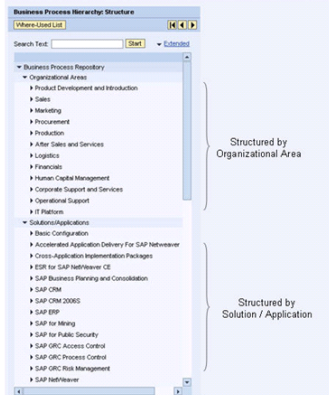 Business Process Hierarchy: Structure
Where-Used List
Search Text: Start Extended
Business Process Repository
Organizational Areas
Product Development and Introduction
Sales
Marketing
Procurement
Production
After Sales and Services
Logistics
Financials
Human Capital Management
Corporate Support and Services
Operational Support
IT Platform
Structured by
Organizational Area
Solutions/Applications
Basic Configuration
Accelerated Application Delivery For SAP Netweaver
Cross-Application Implementation Packages
ESR for SAP NetWeaver CE
SAP Business Planning and Consolidation
SAP CRM
SAP CRM 2006S
SAP ERP
SAP for Mining
SAP for Public Security
SAP GRC Access Control
SAP GRC Process Control
SAP GRC Risk Management
SAP NetWeaver
Structured by
Solution / Application